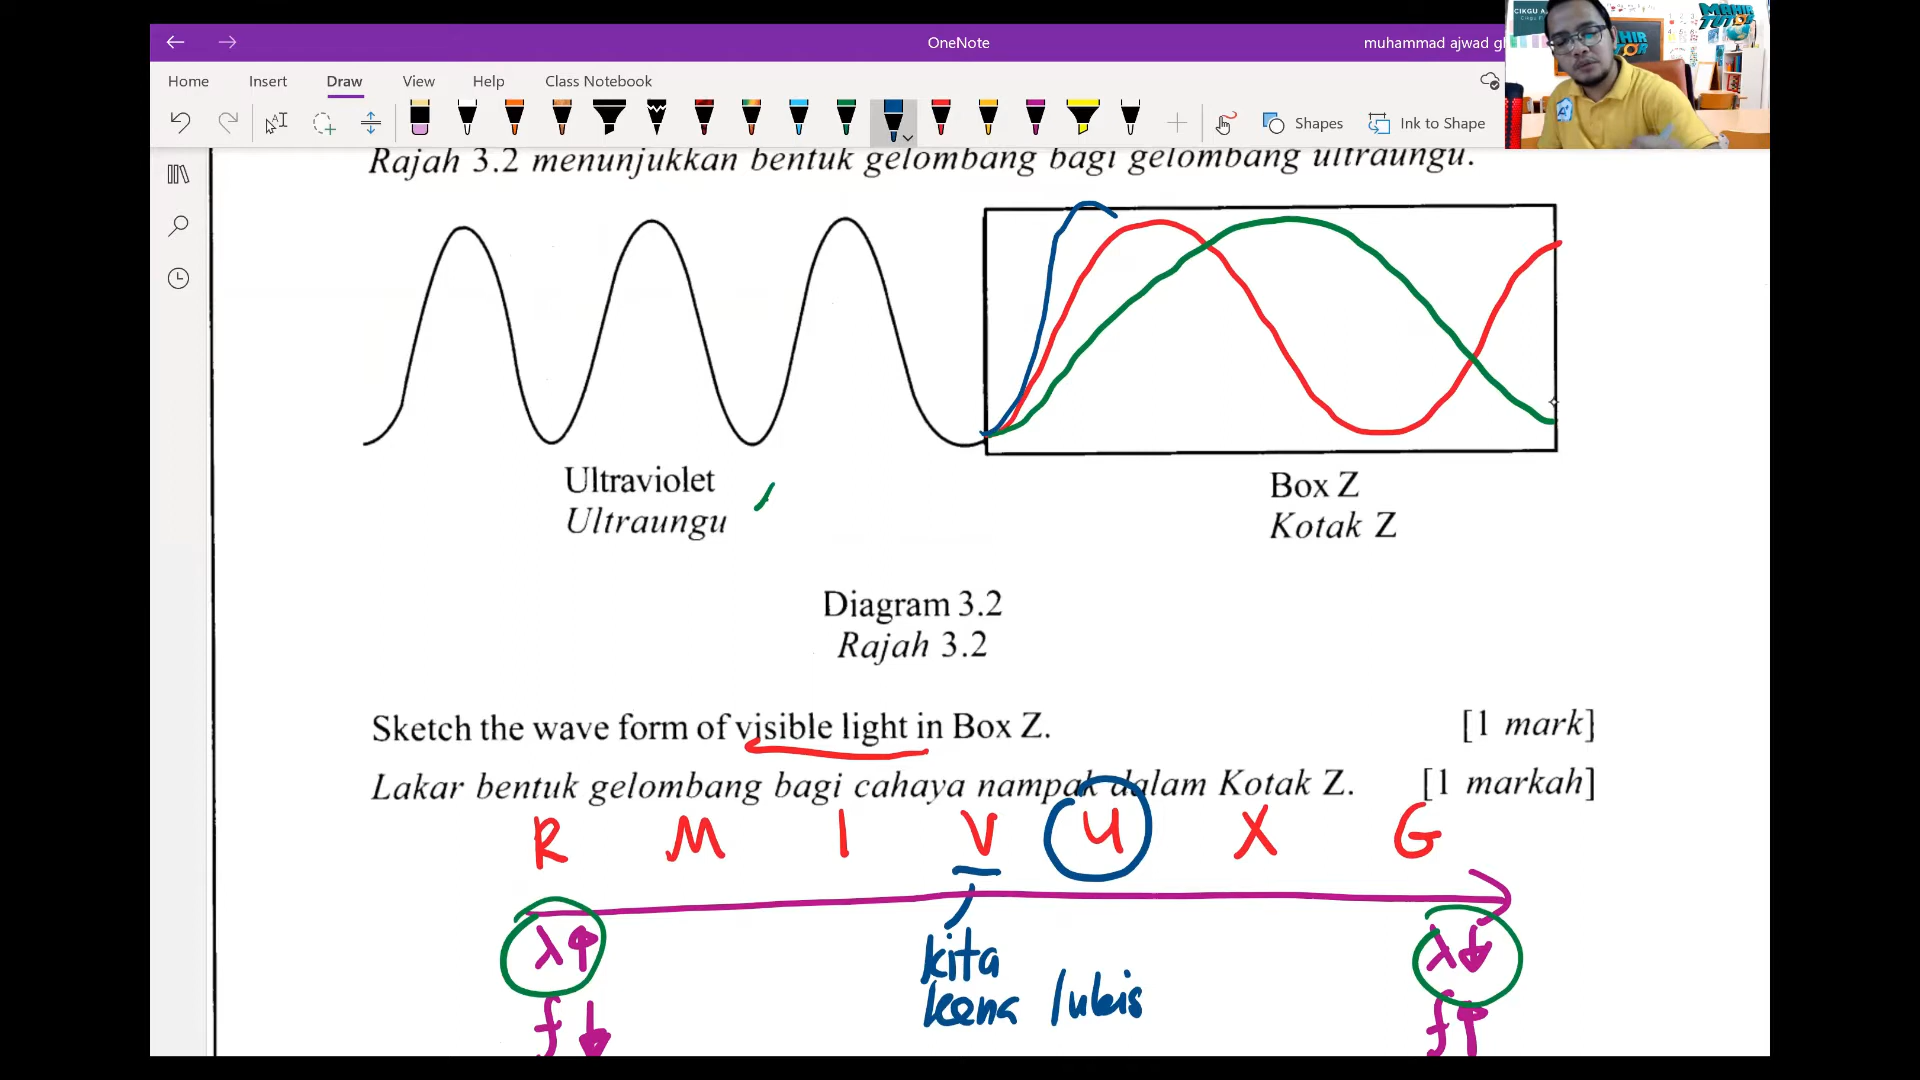 OneNote
muhammad ajwad g
CIKGU A
Home Insert Draw View Help Class Notebook
Shapes Ink to Shape
Rajah 3.2 menunjukkan bentuk gelombang bagi gelombang ultraungu.
Ultraviolet
Ultraungu
Box Z
Kotak Z
Diagram 3.2
Rajah 3.2
Sketch the wave form of visible light in Box Z. [1 mark]
Lakar bentuk gelombang bagi cahaya nampak dalam Kotak Z. [1 markah]
R M I V U X G
λ↑ λ↓
kita
kena lukis
f↓ f↑